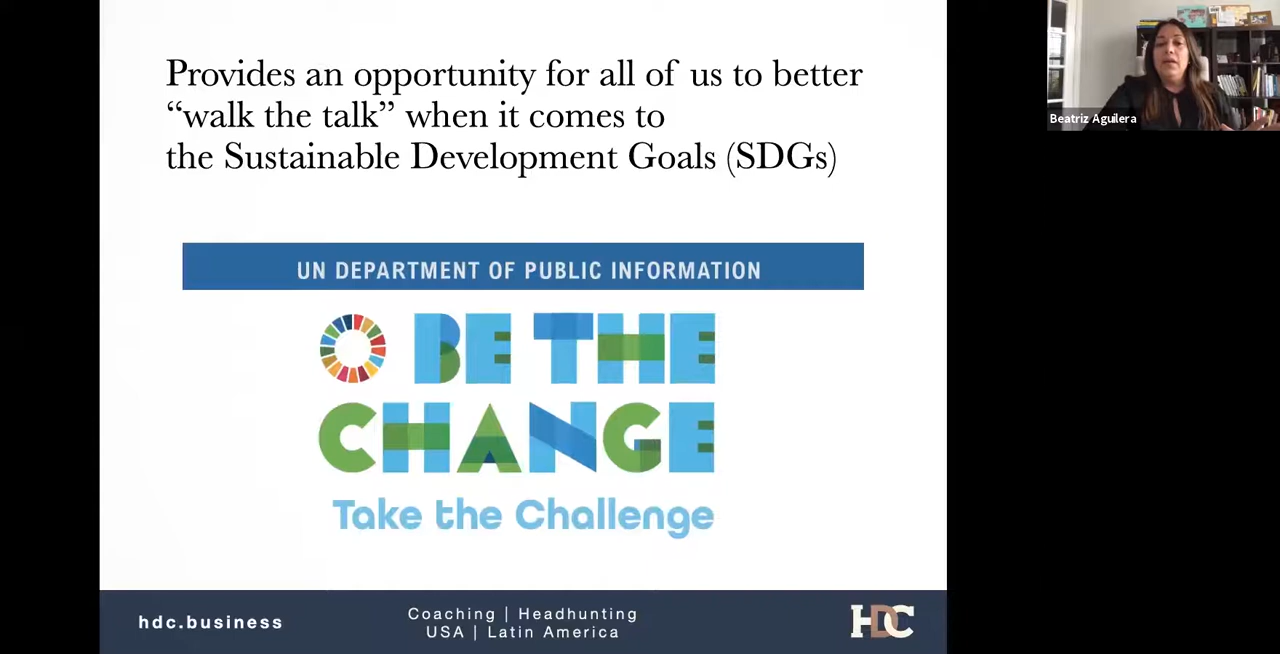 Provides an opportunity for all of us to better
“walk the talk” when it comes to
the Sustainable Development Goals (SDGs)
UN DEPARTMENT OF PUBLIC INFORMATION
BE THE
CHANGE
Take the Challenge
hdc.business
Coaching | Headhunting
USA | Latin America
HDC
Beatriz Aguilera